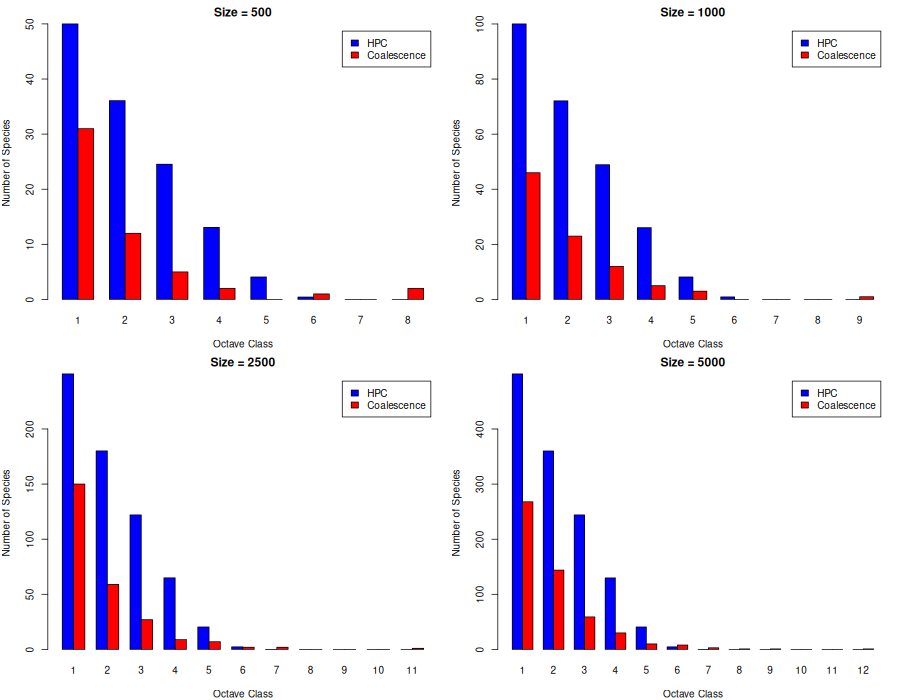 Size = 500
HPC
Coalescence
Number of Species
0 10 20 30 40 50
1 2 3 4 5 6 7 8
Octave Class
Size = 1000
HPC
Coalescence
Number of Species
0 20 40 60 80 100
1 2 3 4 5 6 7 8 9
Octave Class
Size = 2500
HPC
Coalescence
Number of Species
0 50 100 150 200
1 2 3 4 5 6 7 8 9 10 11
Octave Class
Size = 5000
HPC
Coalescence
Number of Species
0 100 200 300 400
1 2 3 4 5 6 7 8 9 10 11 12
Octave Class